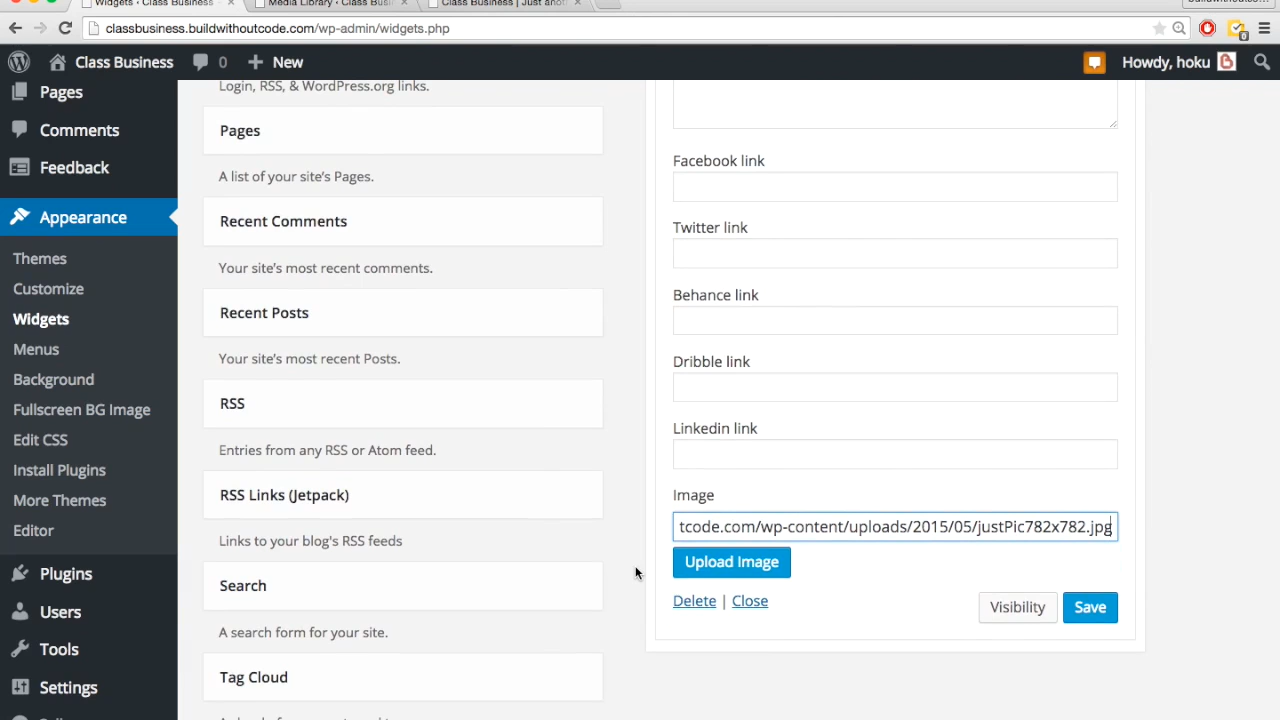 Widgets ‹ Class Business
Media Library ‹ Class Busi
Class Business | Just anot
classbusiness.buildwithoutcode.com/wp-admin/widgets.php
Class Business
0
New
Howdy, hoku
Pages
Comments
Feedback
Appearance
Themes
Customize
Widgets
Menus
Background
Fullscreen BG Image
Edit CSS
Install Plugins
More Themes
Editor
Plugins
Users
Tools
Settings
Login, RSS, & WordPress.org links.
Pages
A list of your site's Pages.
Recent Comments
Your site's most recent comments.
Recent Posts
Your site's most recent Posts.
RSS
Entries from any RSS or Atom feed.
RSS Links (Jetpack)
Links to your blog's RSS feeds
Search
A search form for your site.
Tag Cloud
Facebook link
Twitter link
Behance link
Dribble link
Linkedin link
Image
tcode.com/wp-content/uploads/2015/05/justPic782x782.jpg
Upload Image
Delete | Close
Visibility
Save